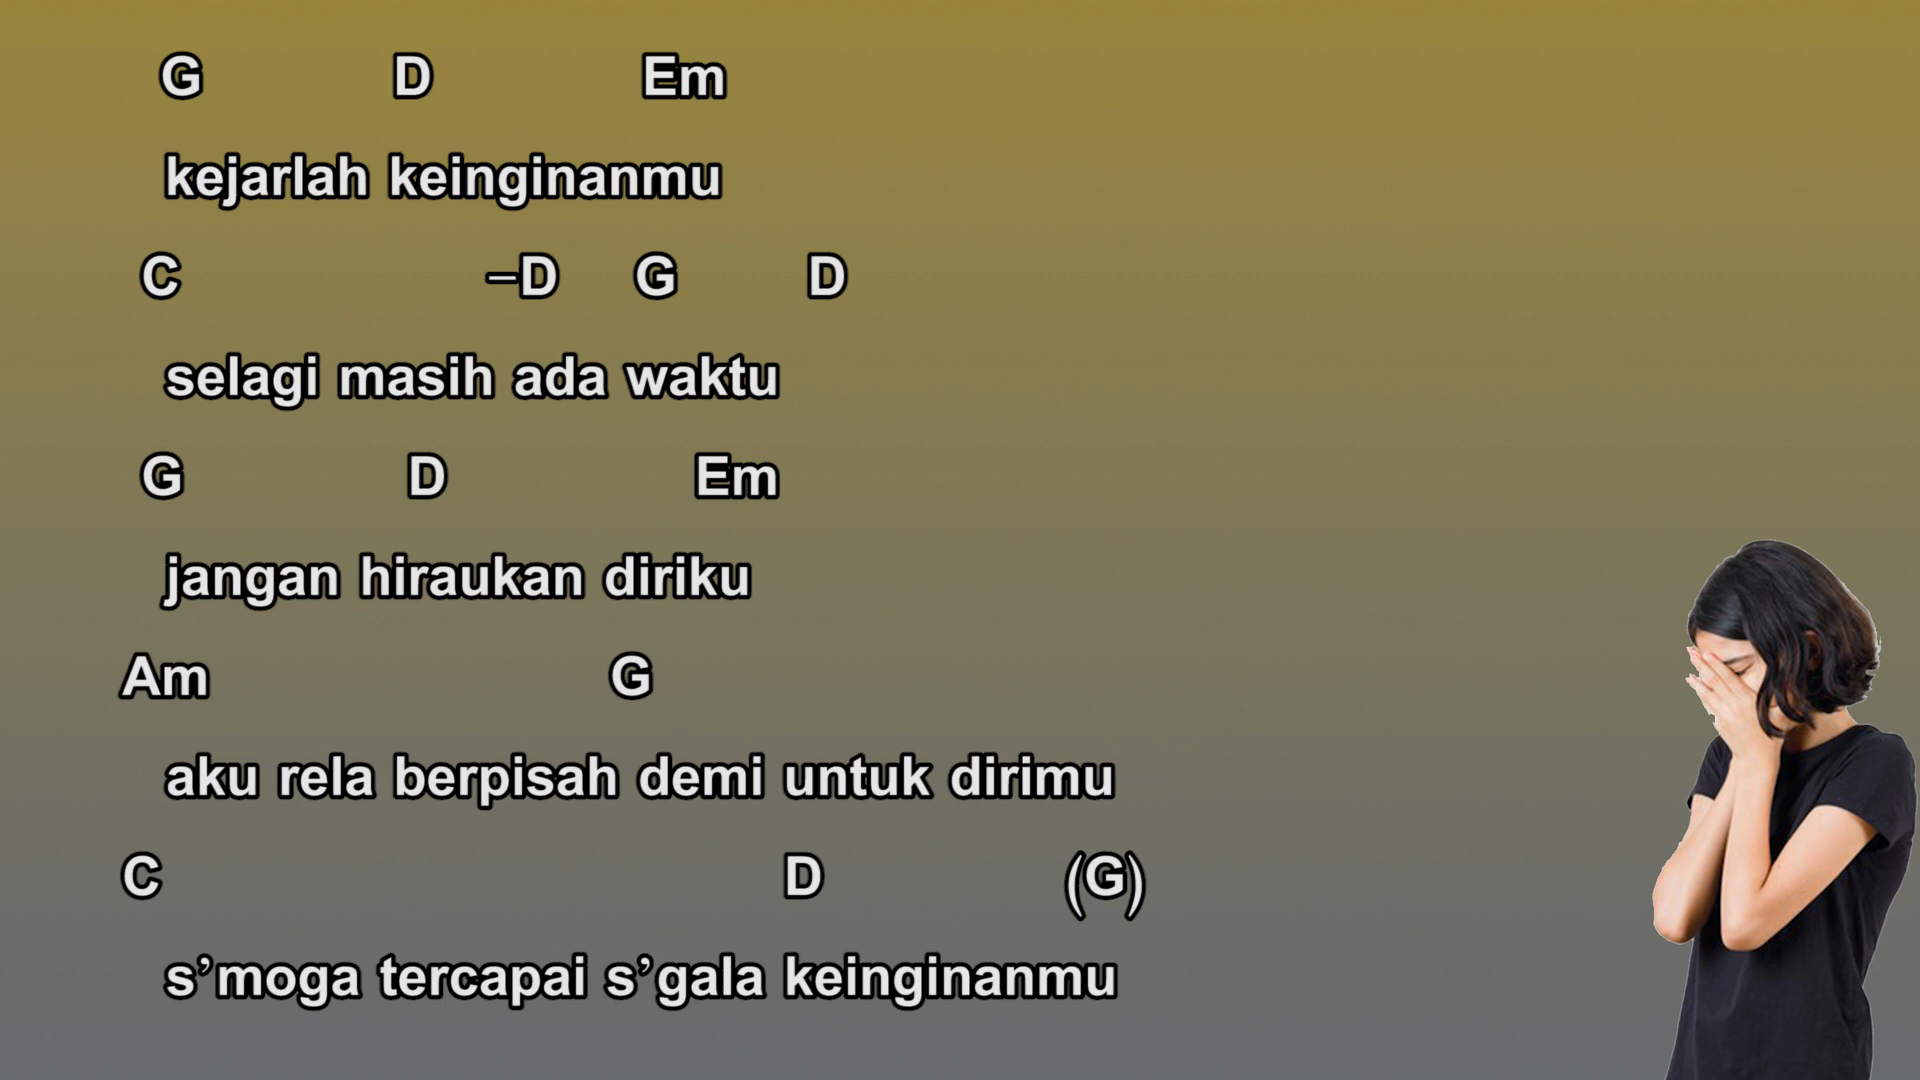 G D Em
kejarlah keinginanmu
C –D G D
selagi masih ada waktu
G D Em
jangan hiraukan diriku
Am G
aku rela berpisah demi untuk dirimu
C D (G)
s’moga tercapai s’gala keinginanmu